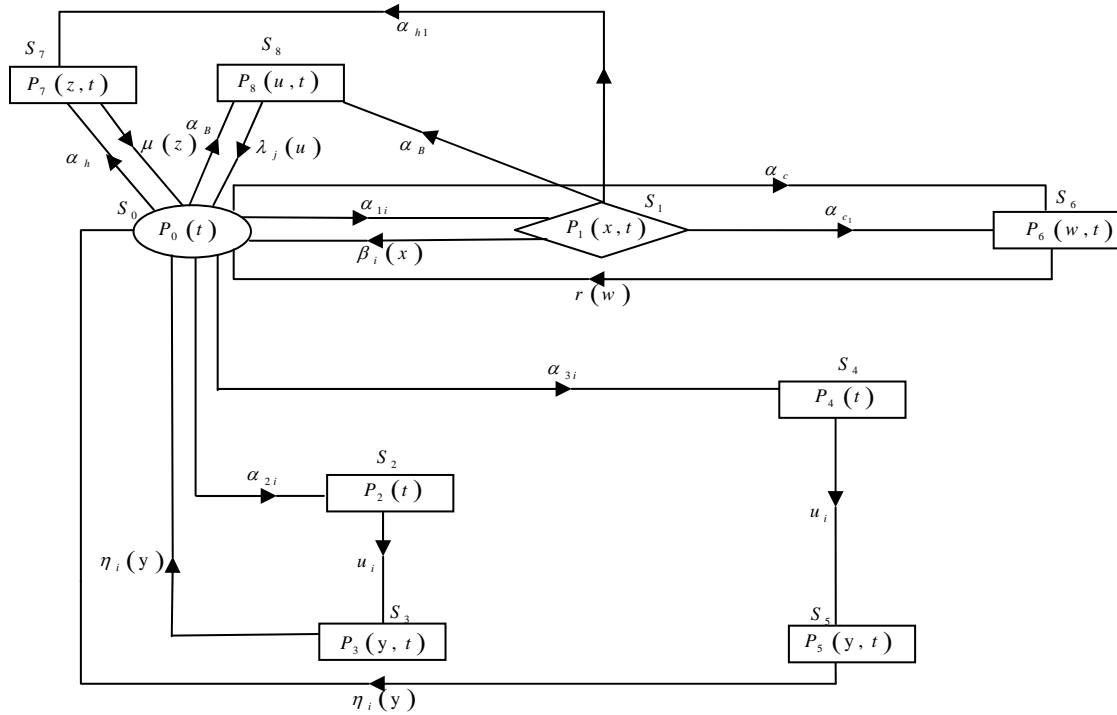 α h1
S 7
S 8
P 7 (z, t)
P 8 (u, t)
α B
μ (z)
λ j (u)
α h
α B
α c
S 0
S 1
S 6
P 0 (t)
α 1i
P 1 (x, t)
α c1
P 6 (w, t)
β i (x)
r (w)
α 3i
S 4
P 4 (t)
S 2
α 2i
P 2 (t)
u i
u i
η i (y)
S 3
S 5
P 3 (y, t)
P 5 (y, t)
η i (y)